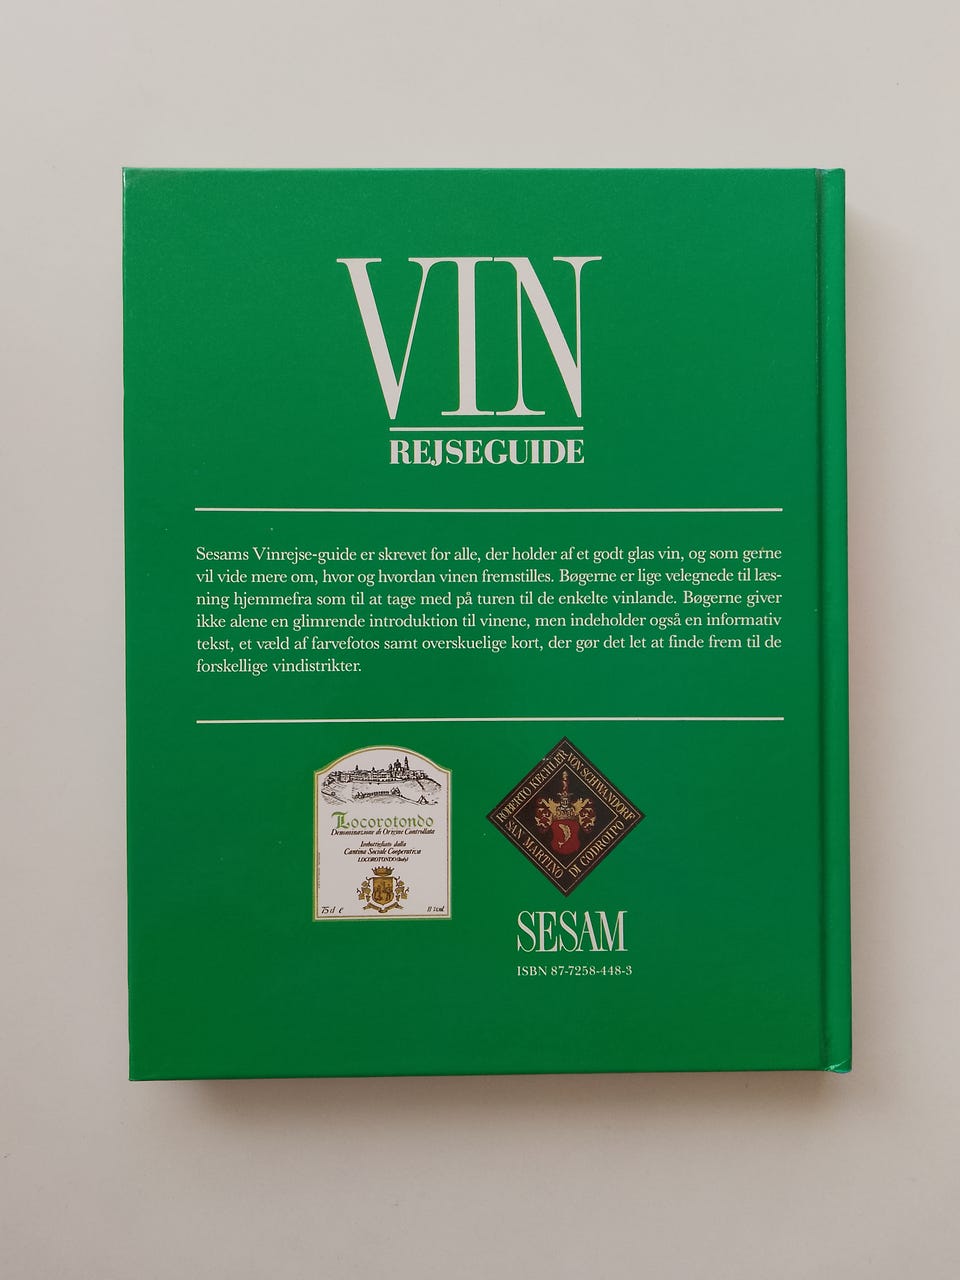 VIN
REJSEGUIDE
Sesams Vinrejse-guide er skrevet for alle, der holder af et godt glas vin, og som gerne
vil vide mere om, hvor og hvordan vinen fremstilles. Bøgerne er lige velegnede til læs-
ning hjemmefra som til at tage med på turen til de enkelte vinlande. Bøgerne giver
ikke alene en glimrende introduktion til vinene, men indeholder også en informativ
tekst, et væld af farvefotos samt overskuelige kort, der gør det let at finde frem til de
forskellige vindistrikter.
Locorotondo
Denominazione di Origine Controllata
Imbottigliato dalla
Cantina Sociale Cooperativa
LOCOROTONDO (Italy)
75 cl e
ROBERTO KECHLER VON SCHWANDORF
SAN MARTINO DI CODROIPO
SESAM
ISBN 87-7258-448-3